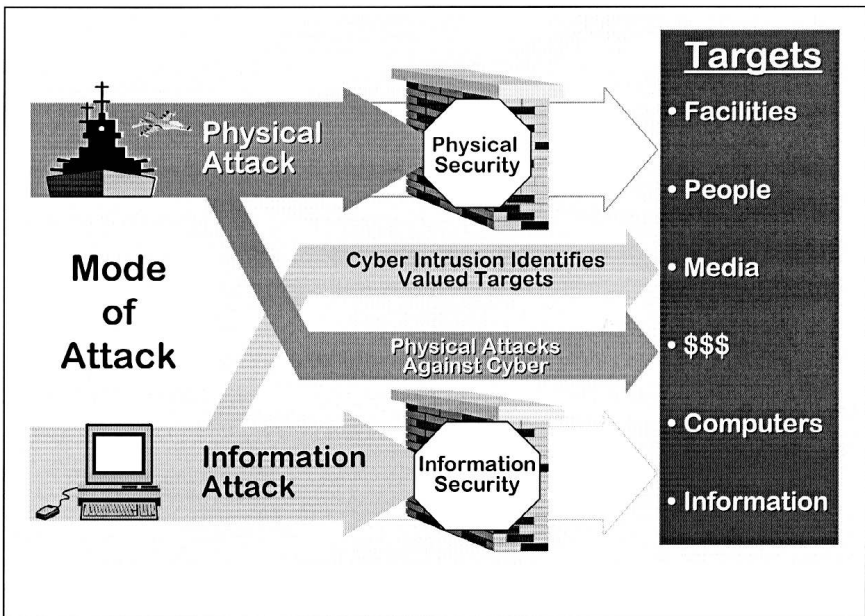 Targets
• Facilities
• People
• Media
• $$$
• Computers
• Information
Physical
Attack
Physical
Security
Mode
of
Attack
Cyber Intrusion Identifies
Valued Targets
Physical Attacks
Against Cyber
Information
Attack
Information
Security